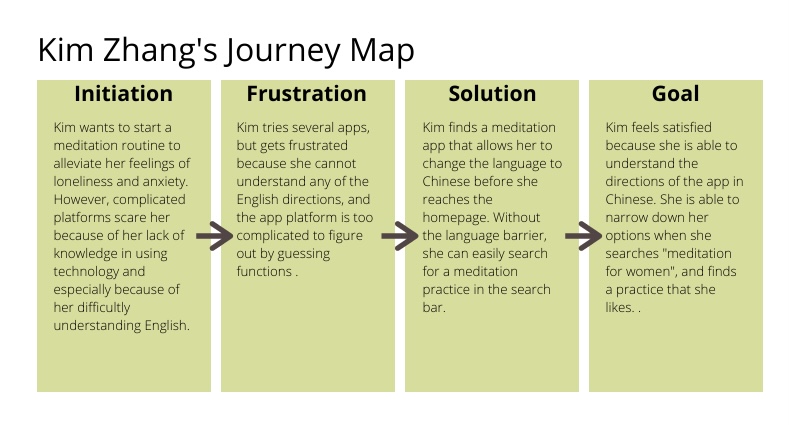 Kim Zhang's Journey Map
Initiation
Kim wants to start a
meditation routine to
alleviate her feelings of
loneliness and anxiety.
However, complicated
platforms scare her
because of her lack of
knowledge in using
technology and
especially because of
her difficultly
understanding English.
Frustration
Kim tries several apps,
but gets frustrated
because she cannot
understand any of the
English directions, and
the app platform is too
complicated to figure
out by guessing
functions .
Solution
Kim finds a meditation
app that allows her to
change the language to
Chinese before she
reaches the
homepage. Without
the language barrier,
she can easily search
for a meditation
practice in the search
bar.
Goal
Kim feels satisfied
because she is able to
understand the
directions of the app in
Chinese. She is able to
narrow down her
options when she
searches "meditation
for women", and finds
a practice that she
likes. .